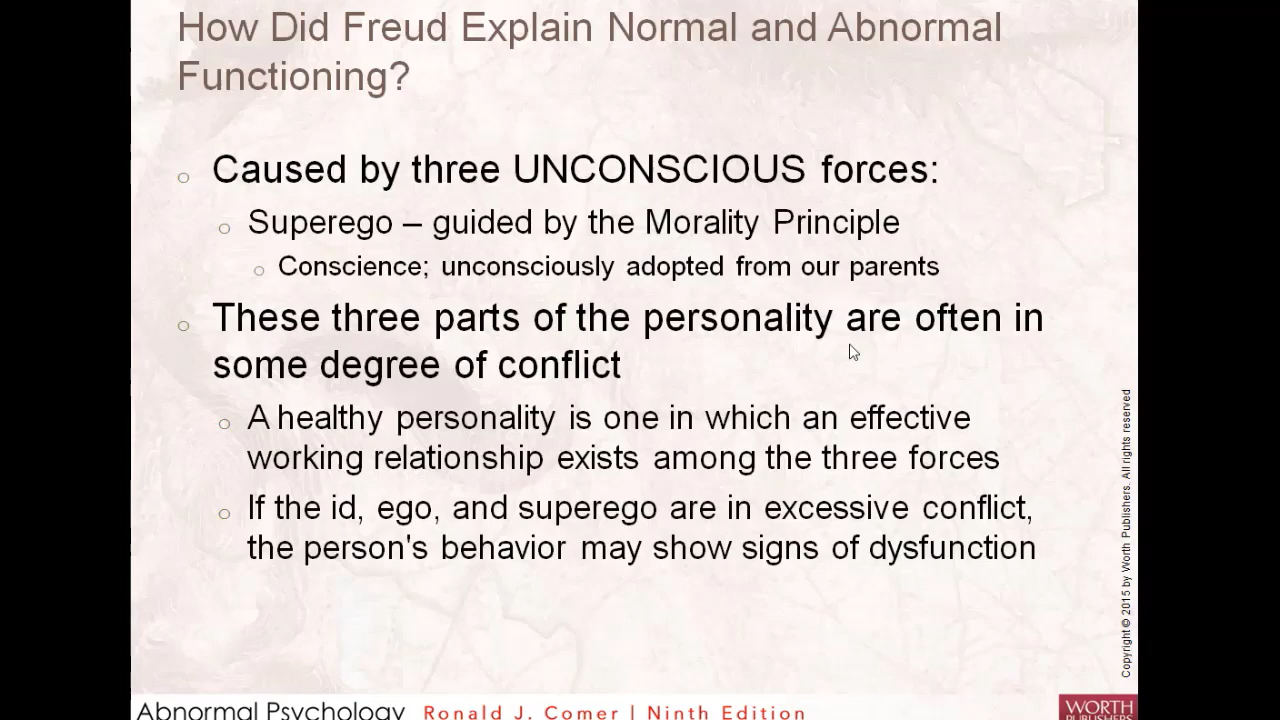 How Did Freud Explain Normal and Abnormal
Functioning?
Caused by three UNCONSCIOUS forces:
Superego – guided by the Morality Principle
Conscience; unconsciously adopted from our parents
These three parts of the personality are often in
some degree of conflict
A healthy personality is one in which an effective
working relationship exists among the three forces
If the id, ego, and superego are in excessive conflict,
the person's behavior may show signs of dysfunction
Copyright © 2015 by Worth Publishers. All rights reserved
Abnormal Psychology Ronald J. Comer | Ninth Edition
WORTH
PUBLISHERS